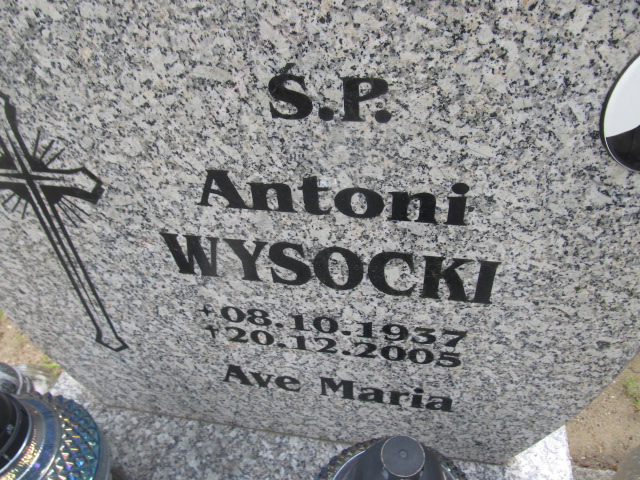 Ś.P.
Antoni
WYSOCKI
+08.10.1937
†20.12.2005
Ave Maria